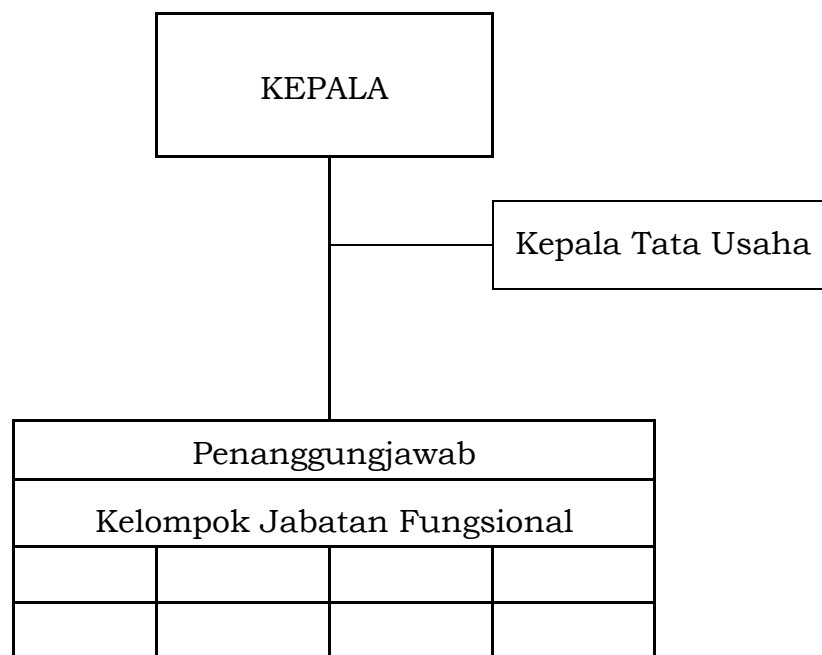 KEPALA
Kepala Tata Usaha
Penanggungjawab
Kelompok Jabatan Fungsional